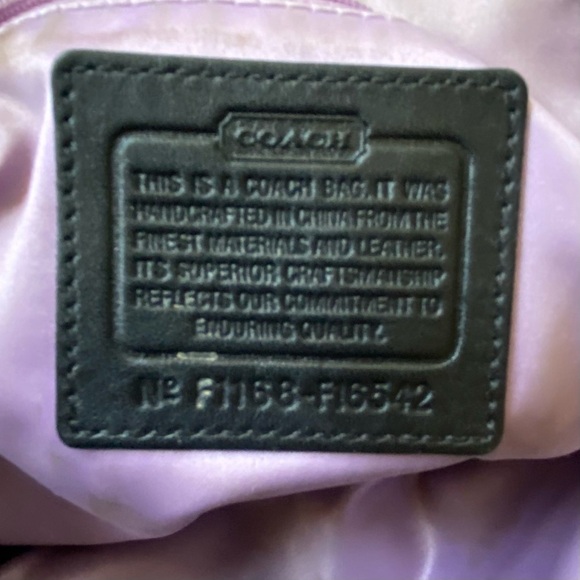 COACH
THIS IS A COACH BAG. IT WAS
HANDCRAFTED IN CHINA FROM THE
FINEST MATERIALS AND LEATHER.
ITS SUPERIOR CRAFTSMANSHIP
REFLECTS OUR COMMITMENT TO
ENDURING QUALITY.
Nº F1168-F16542